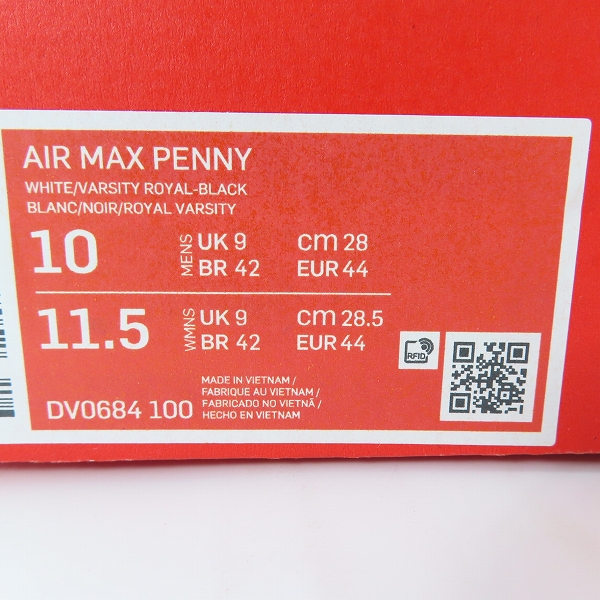 AIR MAX PENNY
WHITE/VARSITY ROYAL-BLACK
BLANC/NOIR/ROYAL VARSITY
10 MENS UK 9 cm 28
BR 42 EUR 44
11.5 WMNS UK 9 cm 28.5
BR 42 EUR 44
RFID
DV0684 100
MADE IN VIETNAM /
FABRIQUE AU VIETNAM /
FABRICADO NO VIETNÃ /
HECHO EN VIETNAM